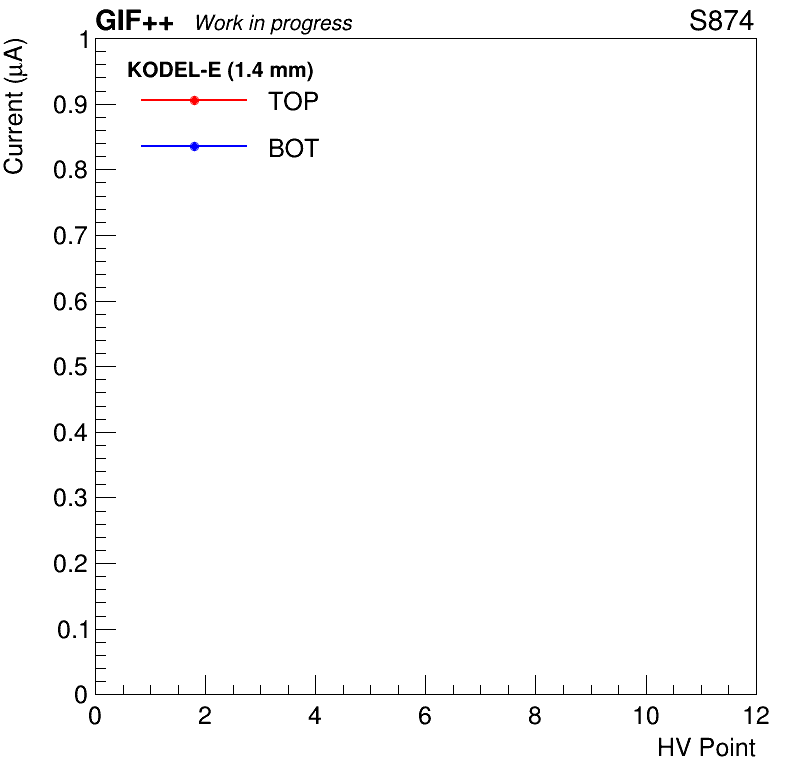 GIF++ Work in progress S874
Current (μA)
KODEL-E (1.4 mm)
TOP
BOT
1
0.9
0.8
0.7
0.6
0.5
0.4
0.3
0.2
0.1
0
0 2 4 6 8 10 12
HV Point